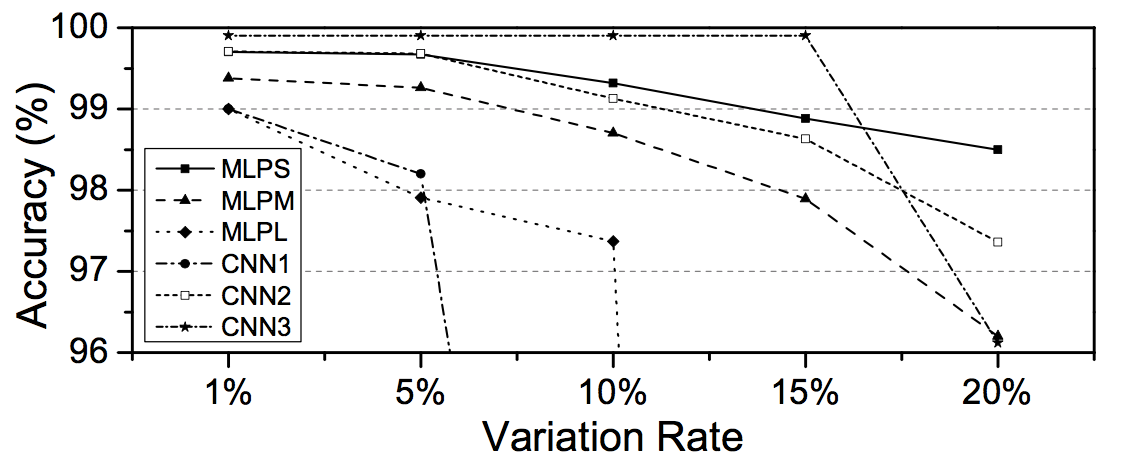 100
99
98
97
96
Accuracy (%)
MLPS
MLPM
MLPL
CNN1
CNN2
CNN3
1% 5% 10% 15% 20%
Variation Rate